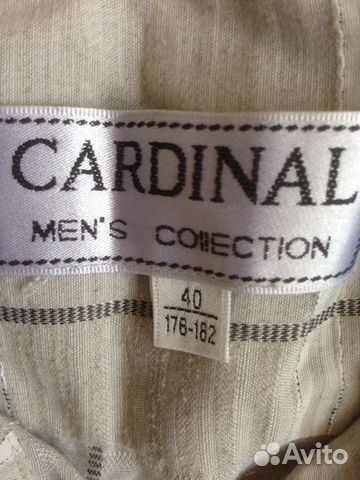 CARDINAL
MEN'S COllECTION
40
176-182
Avito